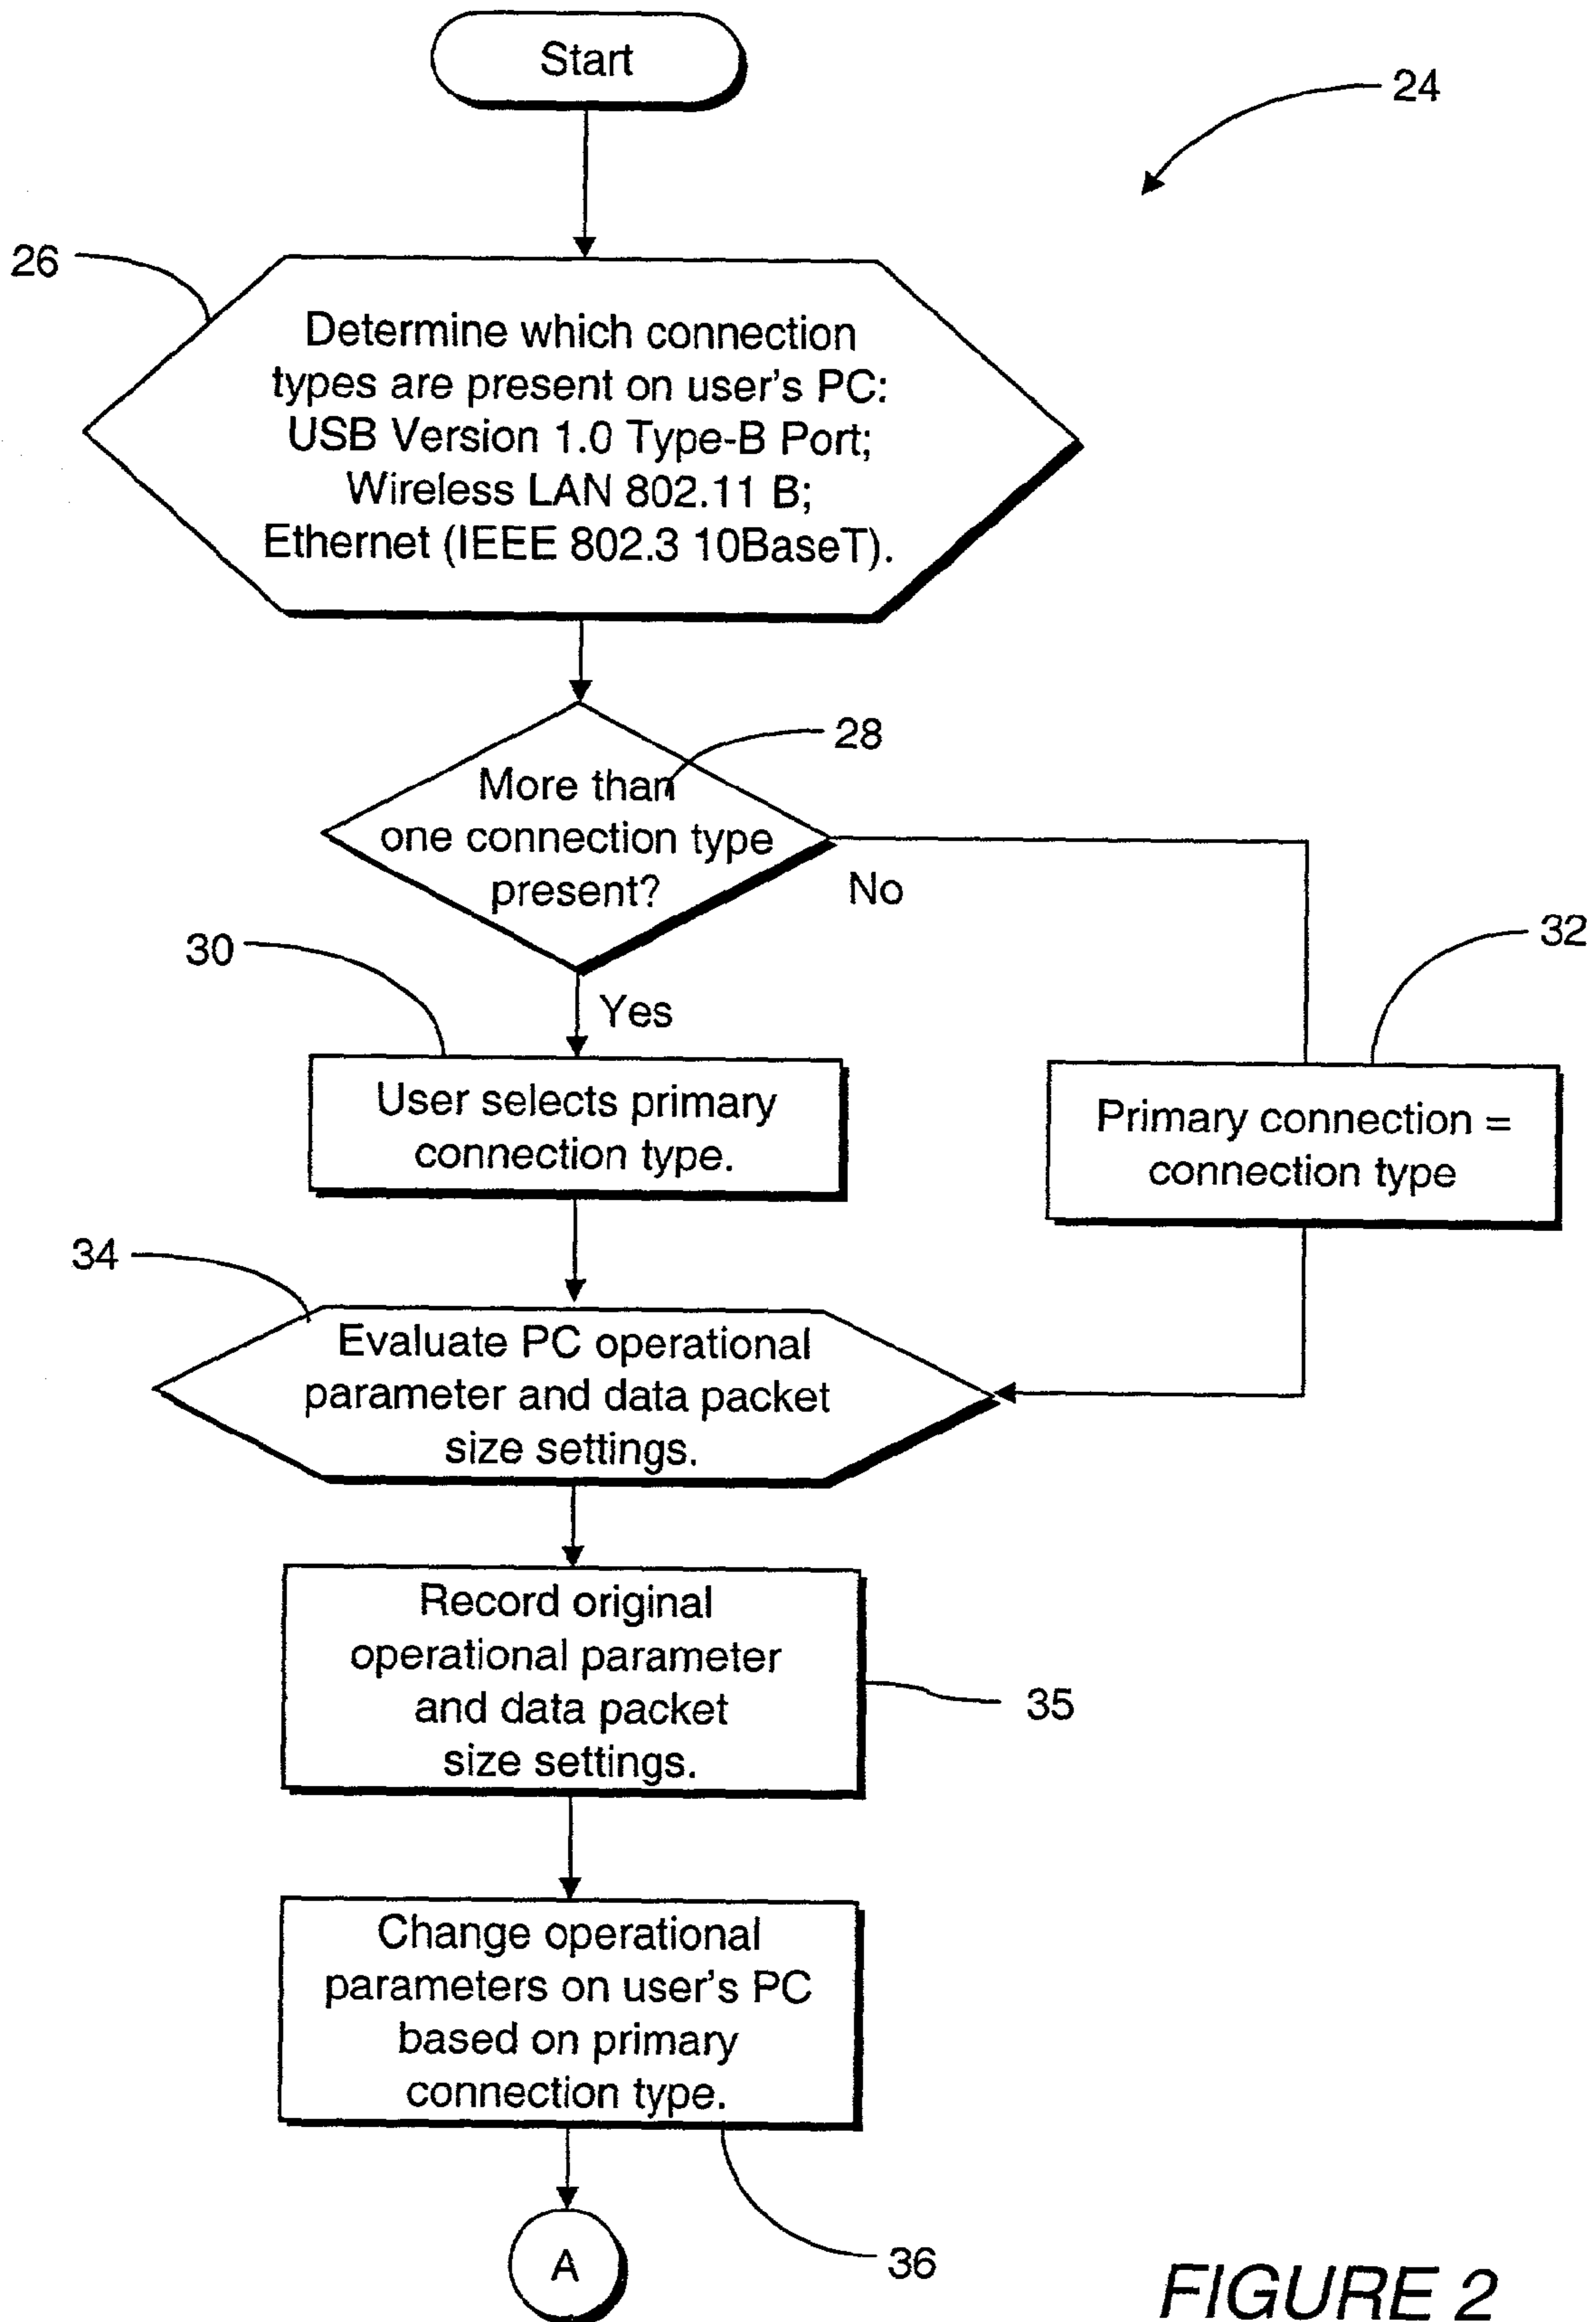 Start
24
26
Determine which connection
types are present on user's PC:
USB Version 1.0 Type-B Port;
Wireless LAN 802.11 B;
Ethernet (IEEE 802.3 10BaseT).
28
More than
one connection type
present?
No
32
30
Yes
User selects primary
connection type.
Primary connection =
connection type
34
Evaluate PC operational
parameter and data packet
size settings.
Record original
operational parameter
and data packet
size settings.
35
Change operational
parameters on user's PC
based on primary
connection type.
36
A
FIGURE 2